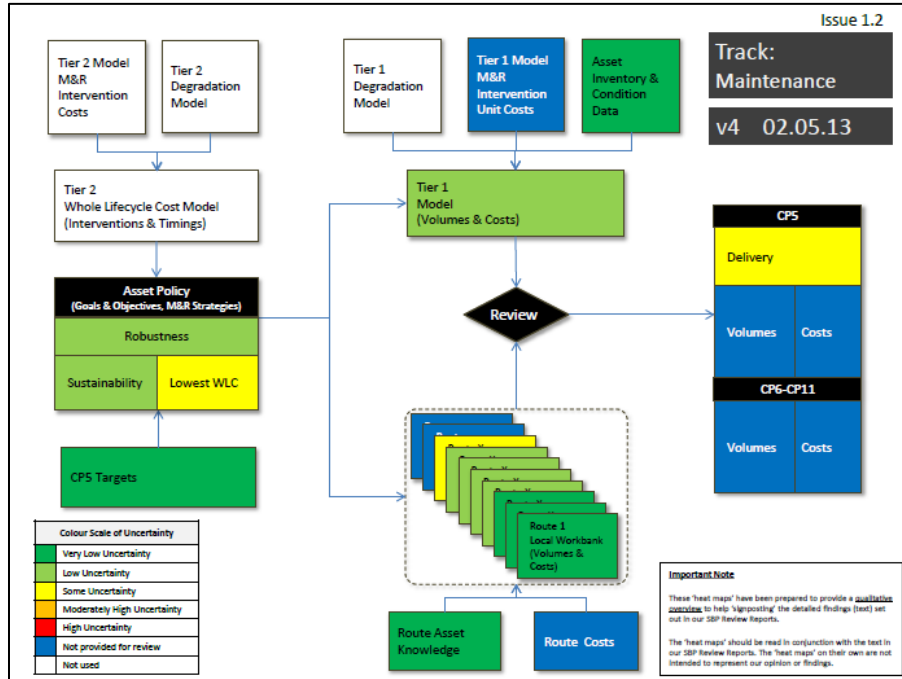 Issue 1.2
Track:
Maintenance
v4 02.05.13
Tier 2 Model
M&R
Intervention
Costs
Tier 2
Degradation
Model
Tier 1
Degradation
Model
Tier 1 Model
M&R
Intervention
Unit Costs
Asset
Inventory &
Condition
Data
Tier 2
Whole Lifecycle Cost Model
(Interventions & Timings)
Tier 1
Model
(Volumes & Costs)
Asset Policy
(Goals & Objectives, M&R Strategies)
Robustness
Sustainability
Lowest WLC
CP5 Targets
Review
CP5
Delivery
Volumes
Costs
CP6-CP11
Volumes
Costs
Route 1
Local Workbank
(Volumes &
Costs)
Route Asset
Knowledge
Route Costs
Colour Scale of Uncertainty
Very Low Uncertainty
Low Uncertainty
Some Uncertainty
Moderately High Uncertainty
High Uncertainty
Not provided for review
Not used
Important Note
These 'heat maps' have been prepared to provide a qualitative
overview to help 'signposting' the detailed findings (text) set
out in our SBP Review Reports.
The 'heat maps' should be read in conjunction with the text in
our SBP Review Reports. The 'heat maps' on their own are not
intended to represent our opinion or findings.